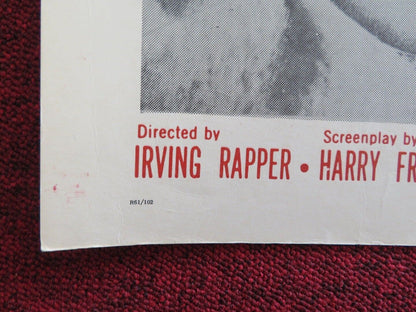 Directed by Screenplay by
IRVING RAPPER • HARRY FR
R61/102